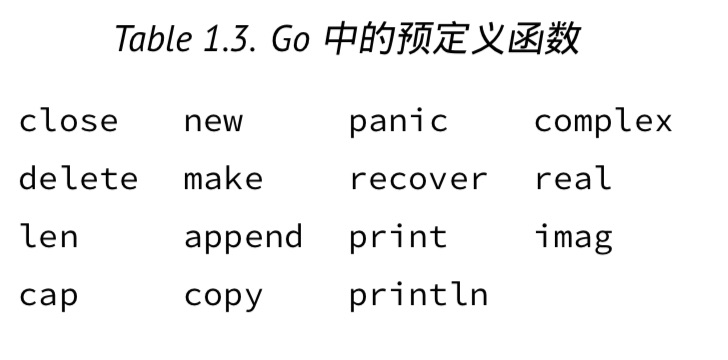 Table 1.3. Go 中的预定义函数
close new panic complex
delete make recover real
len append print imag
cap copy println